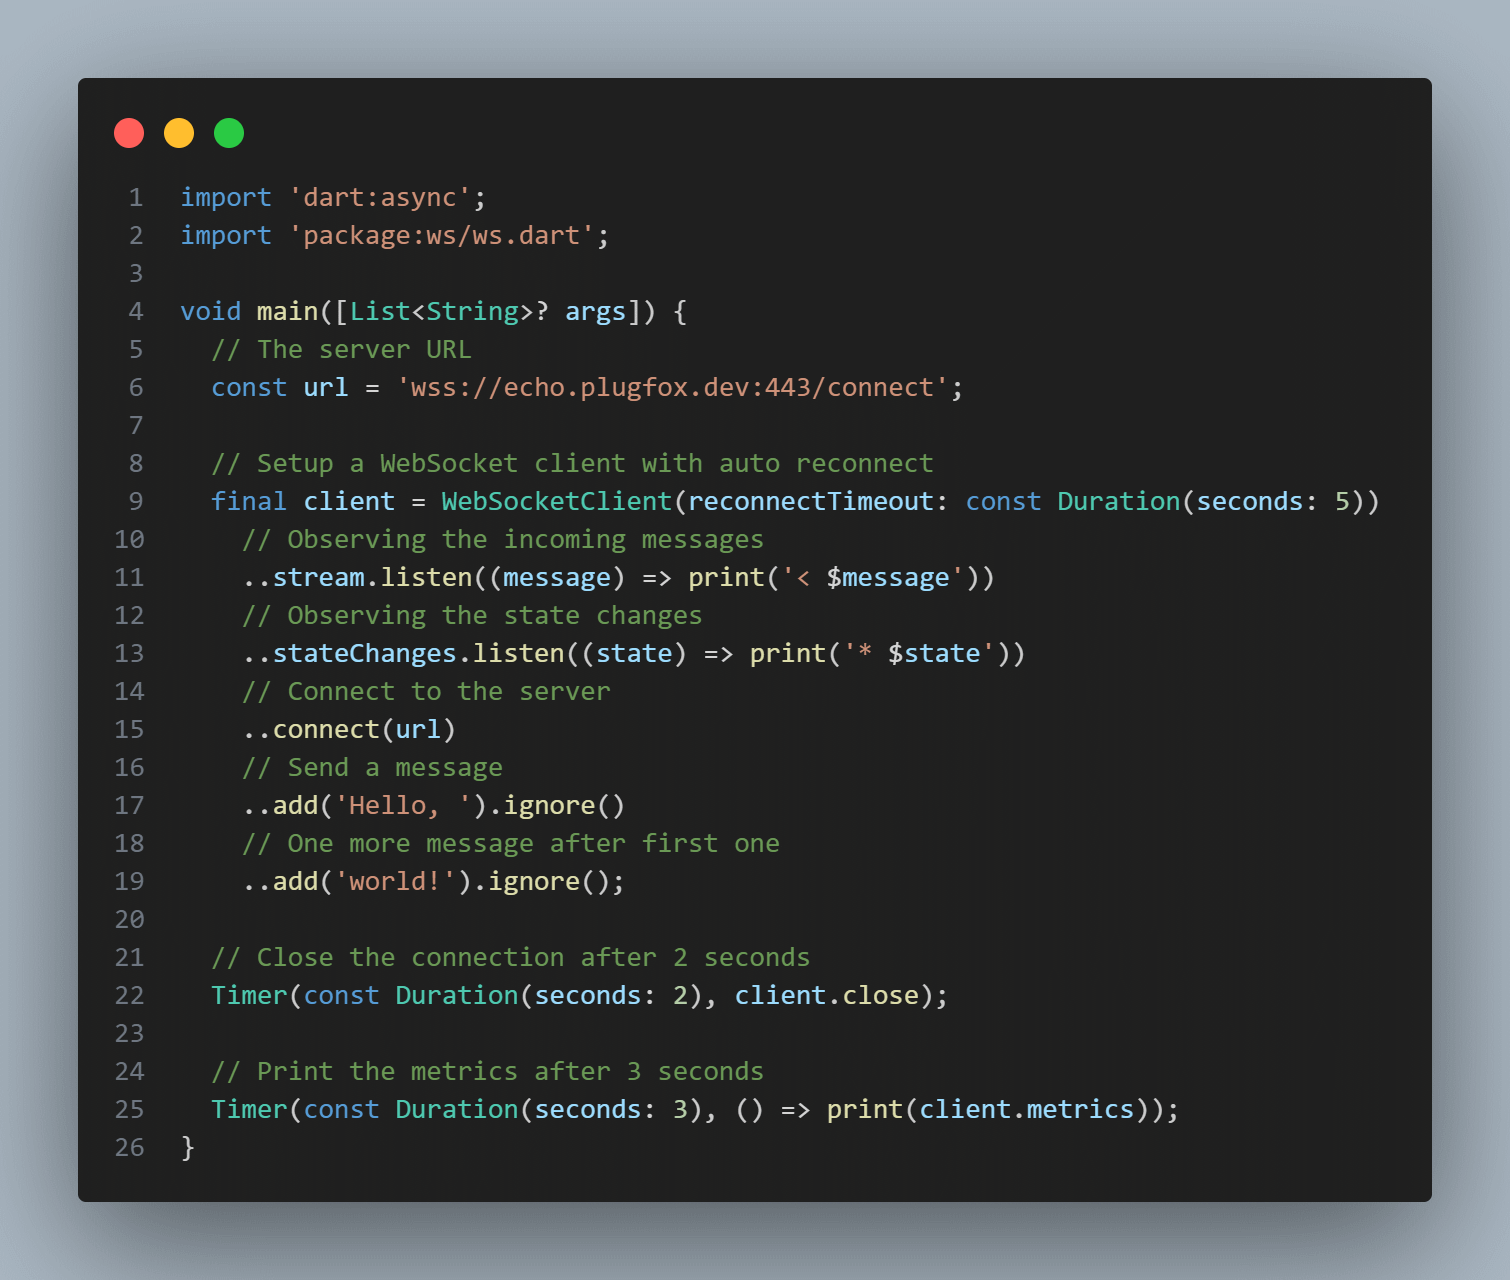 1 import 'dart:async';
2 import 'package:ws/ws.dart';
3
4 void main([List<String>? args]) {
5   // The server URL
6   const url = 'wss://echo.plugfox.dev:443/connect';
7
8   // Setup a WebSocket client with auto reconnect
9   final client = WebSocketClient(reconnectTimeout: const Duration(seconds: 5))
10     // Observing the incoming messages
11     ..stream.listen((message) => print('< $message'))
12     // Observing the state changes
13     ..stateChanges.listen((state) => print('* $state'))
14     // Connect to the server
15     ..connect(url)
16     // Send a message
17     ..add('Hello, ').ignore()
18     // One more message after first one
19     ..add('world!').ignore();
20
21   // Close the connection after 2 seconds
22   Timer(const Duration(seconds: 2), client.close);
23
24   // Print the metrics after 3 seconds
25   Timer(const Duration(seconds: 3), () => print(client.metrics));
26 }